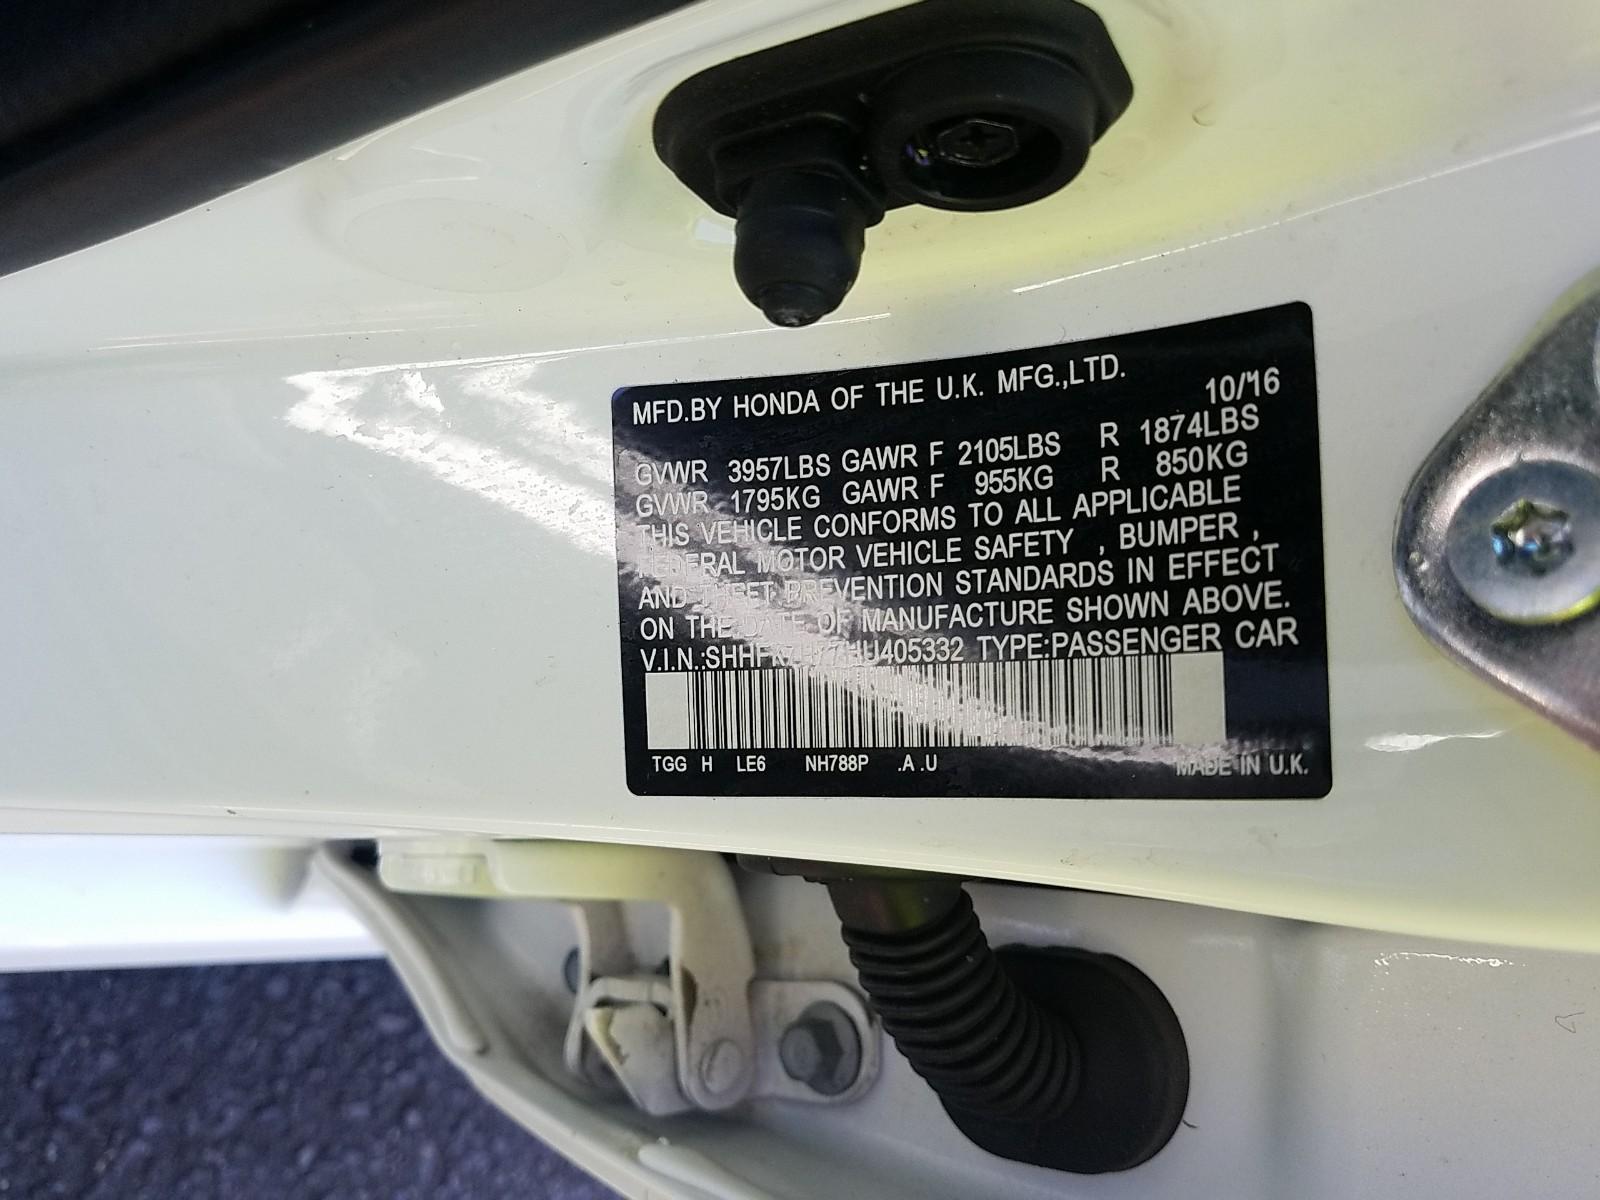 MFD.BY HONDA OF THE U.K. MFG.,LTD.
10/'16
GVWR 3957LBS GAWR F 2105LBS R 1874LBS
GVWR 1795KG GAWR F 955KG R 850KG
THIS VEHICLE CONFORMS TO ALL APPLICABLE
FEDERAL MOTOR VEHICLE SAFETY , BUMPER ,
AND THEFT PREVENTION STANDARDS IN EFFECT
ON THE DATE OF MANUFACTURE SHOWN ABOVE.
V.I.N.: TYPE:PASSENGER CAR
TGG H LE6 NH788P .A .U
MADE IN U.K.